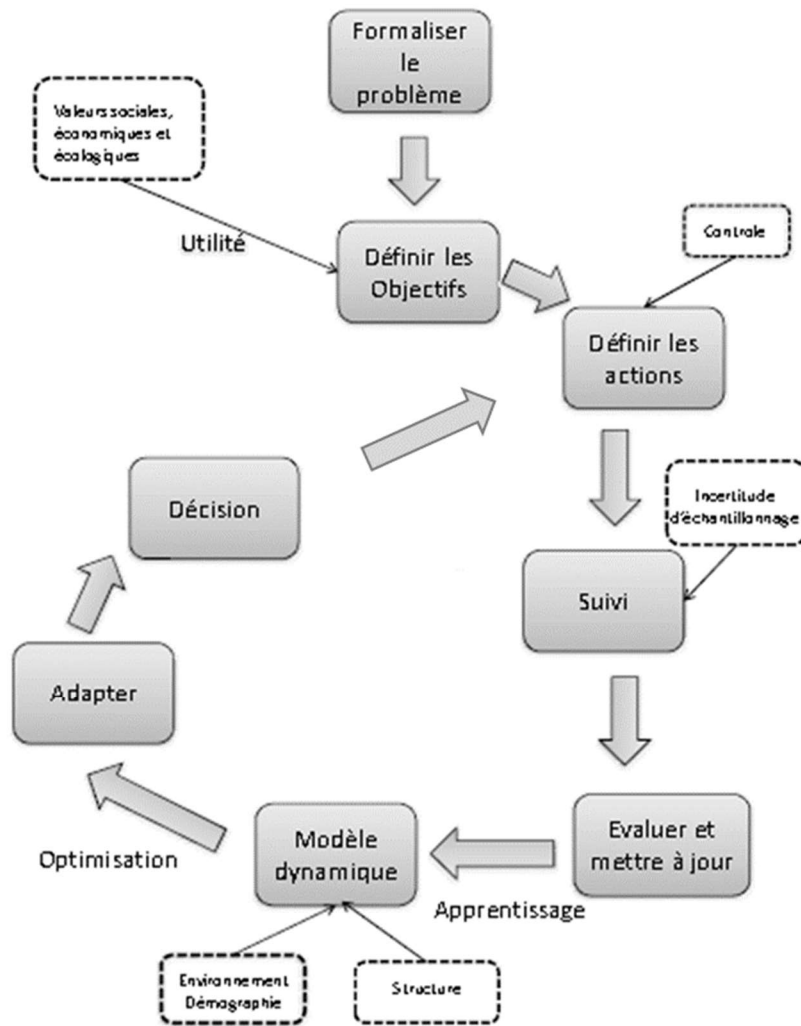 Formaliser
le
problème
Valeurs sociales,
économiques et
écologiques
Utilité
Définir les
Objectifs
Controle
Définir les
actions
Décision
Incertitude
d'échantillonnage
Suivi
Adapter
Evaluer et
mettre à jour
Modèle
dynamique
Optimisation
Apprentissage
Environnement
Démographie
Structure